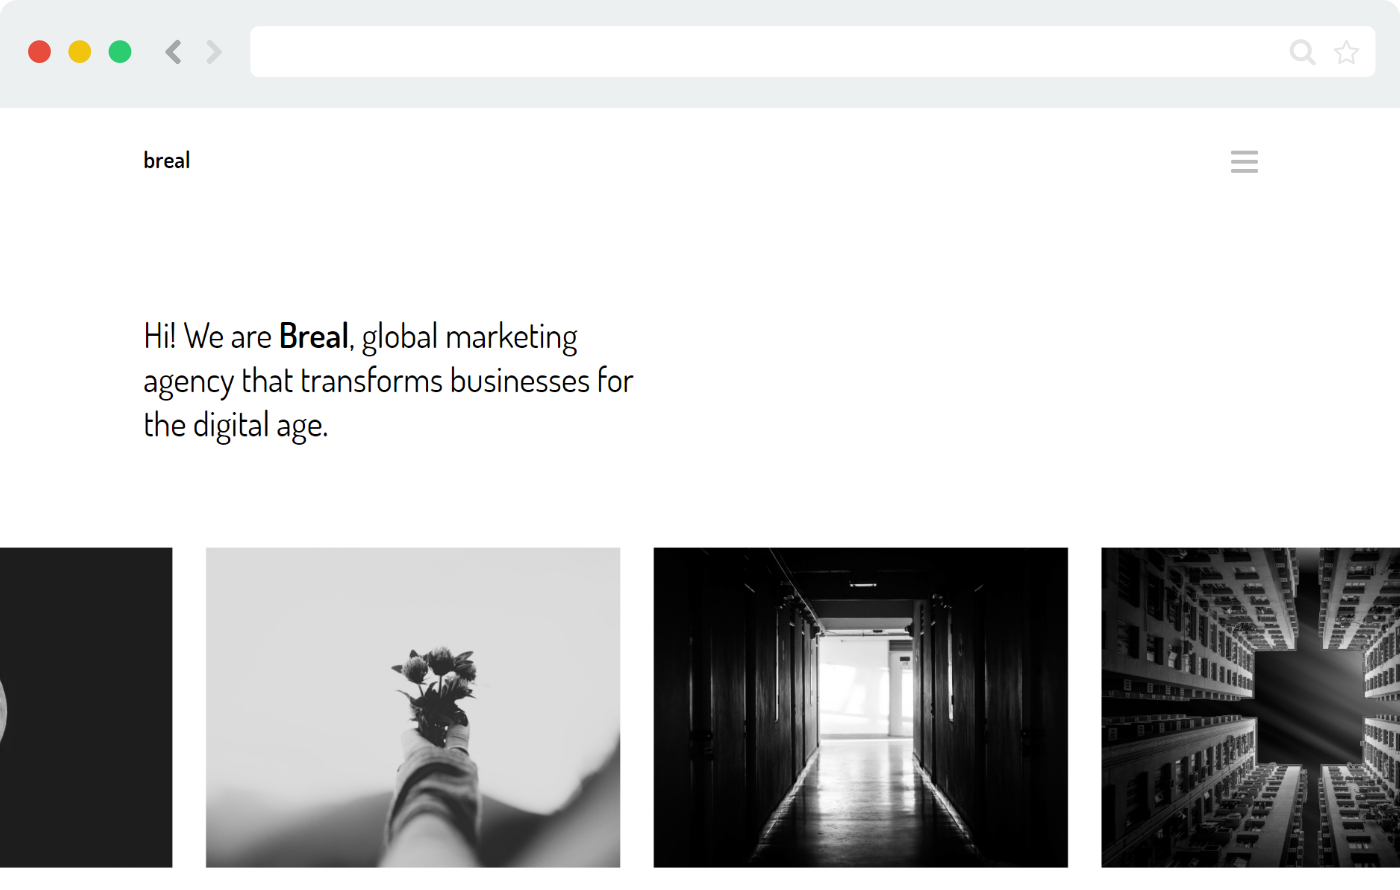 breal
Hi! We are Breal, global marketing
agency that transforms businesses for
the digital age.